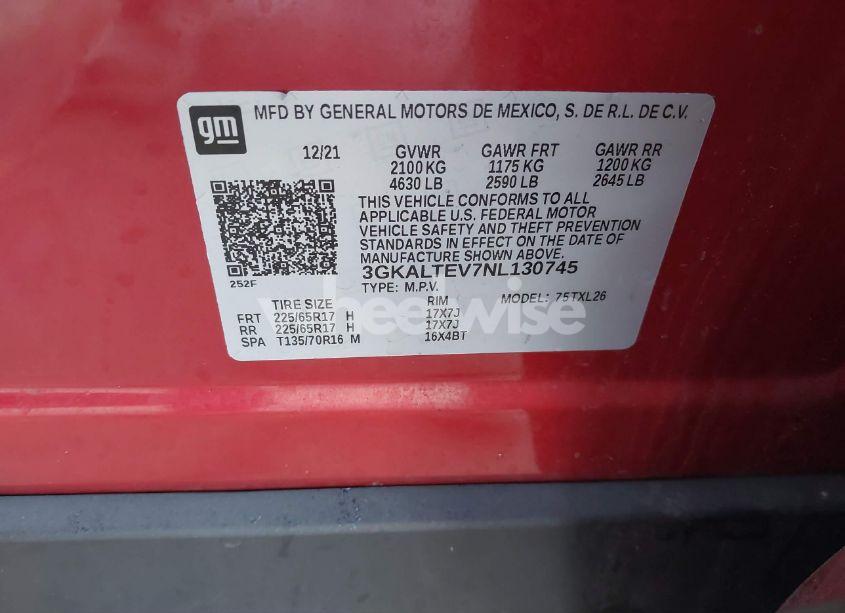 gm
MFD BY GENERAL MOTORS DE MEXICO, S. DE R.L. DE C.V.
12/21 GVWR GAWR FRT GAWR RR
2100 KG 1175 KG 1200 KG
4630 LB 2590 LB 2645 LB
THIS VEHICLE CONFORMS TO ALL
APPLICABLE U.S. FEDERAL MOTOR
VEHICLE SAFETY AND THEFT PREVENTION
STANDARDS IN EFFECT ON THE DATE OF
MANUFACTURE SHOWN ABOVE.
252F
3GKALTEV7NL130745
TYPE: M.P.V. MODEL: 75TXL26
TIRE SIZE RIM
FRT 225/65R17 H 17X7J
RR 225/65R17 H 17X7J
SPA T135/70R16 M 16X4BT
wheelwise